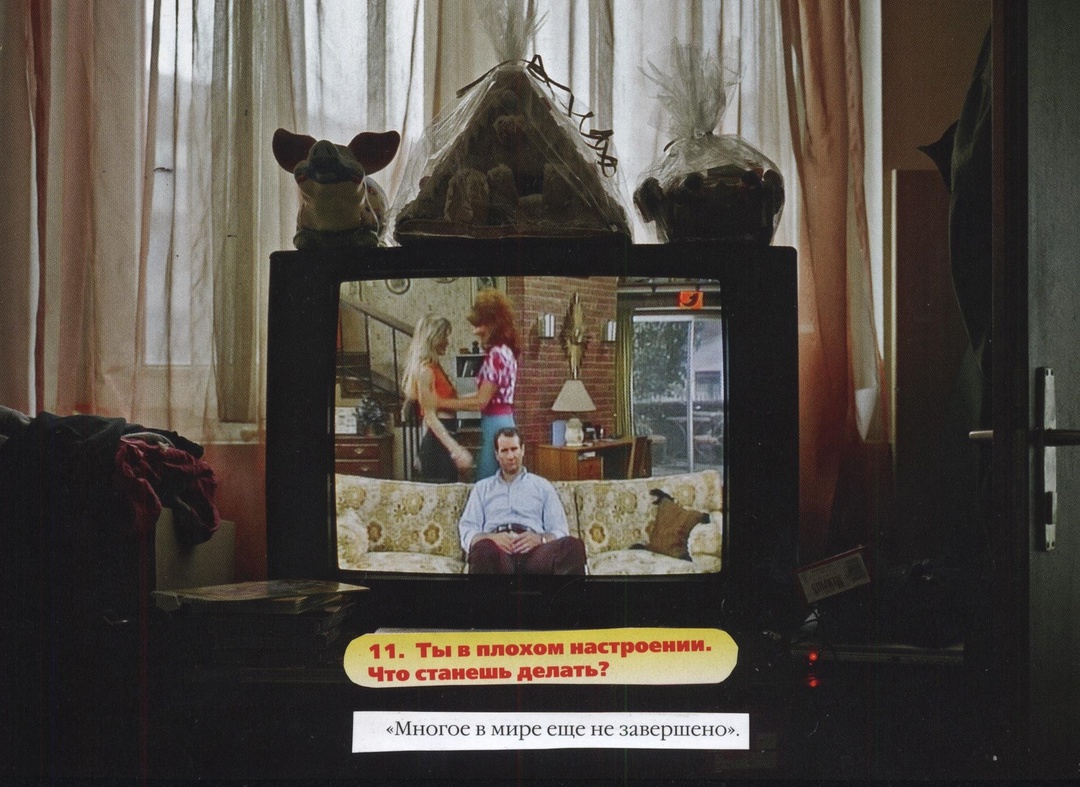 11. Ты в плохом настроении.
Что станешь делать?
«Многое в мире еще не завершено».